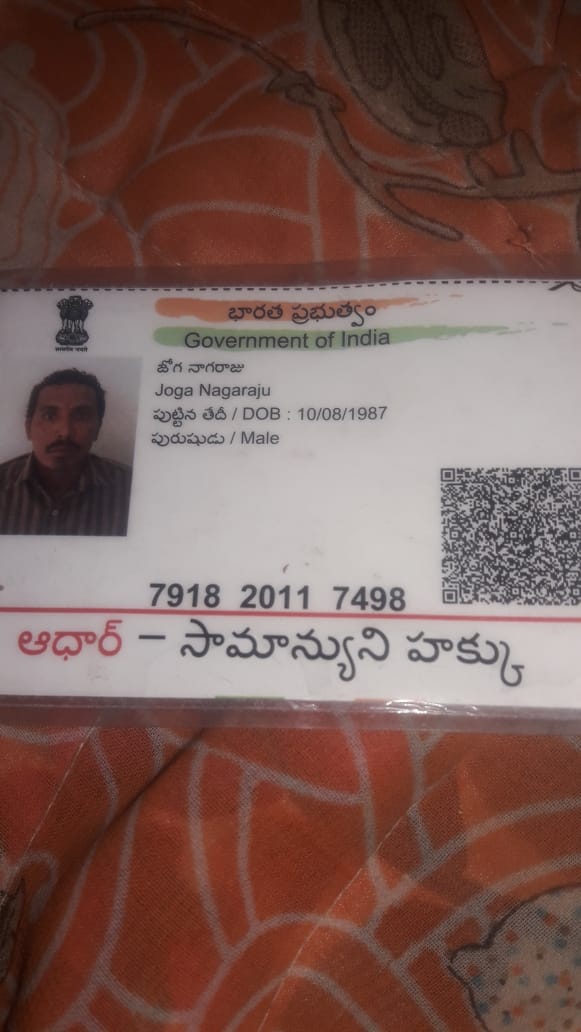 భారత ప్రభుత్వం
Government of India
జోగ నాగరాజు
Joga Nagaraju
పుట్టిన తేదీ / DOB : 10/08/1987
పురుషుడు / Male
7918 2011 7498
ఆధార్ – సామాన్యుని హక్కు